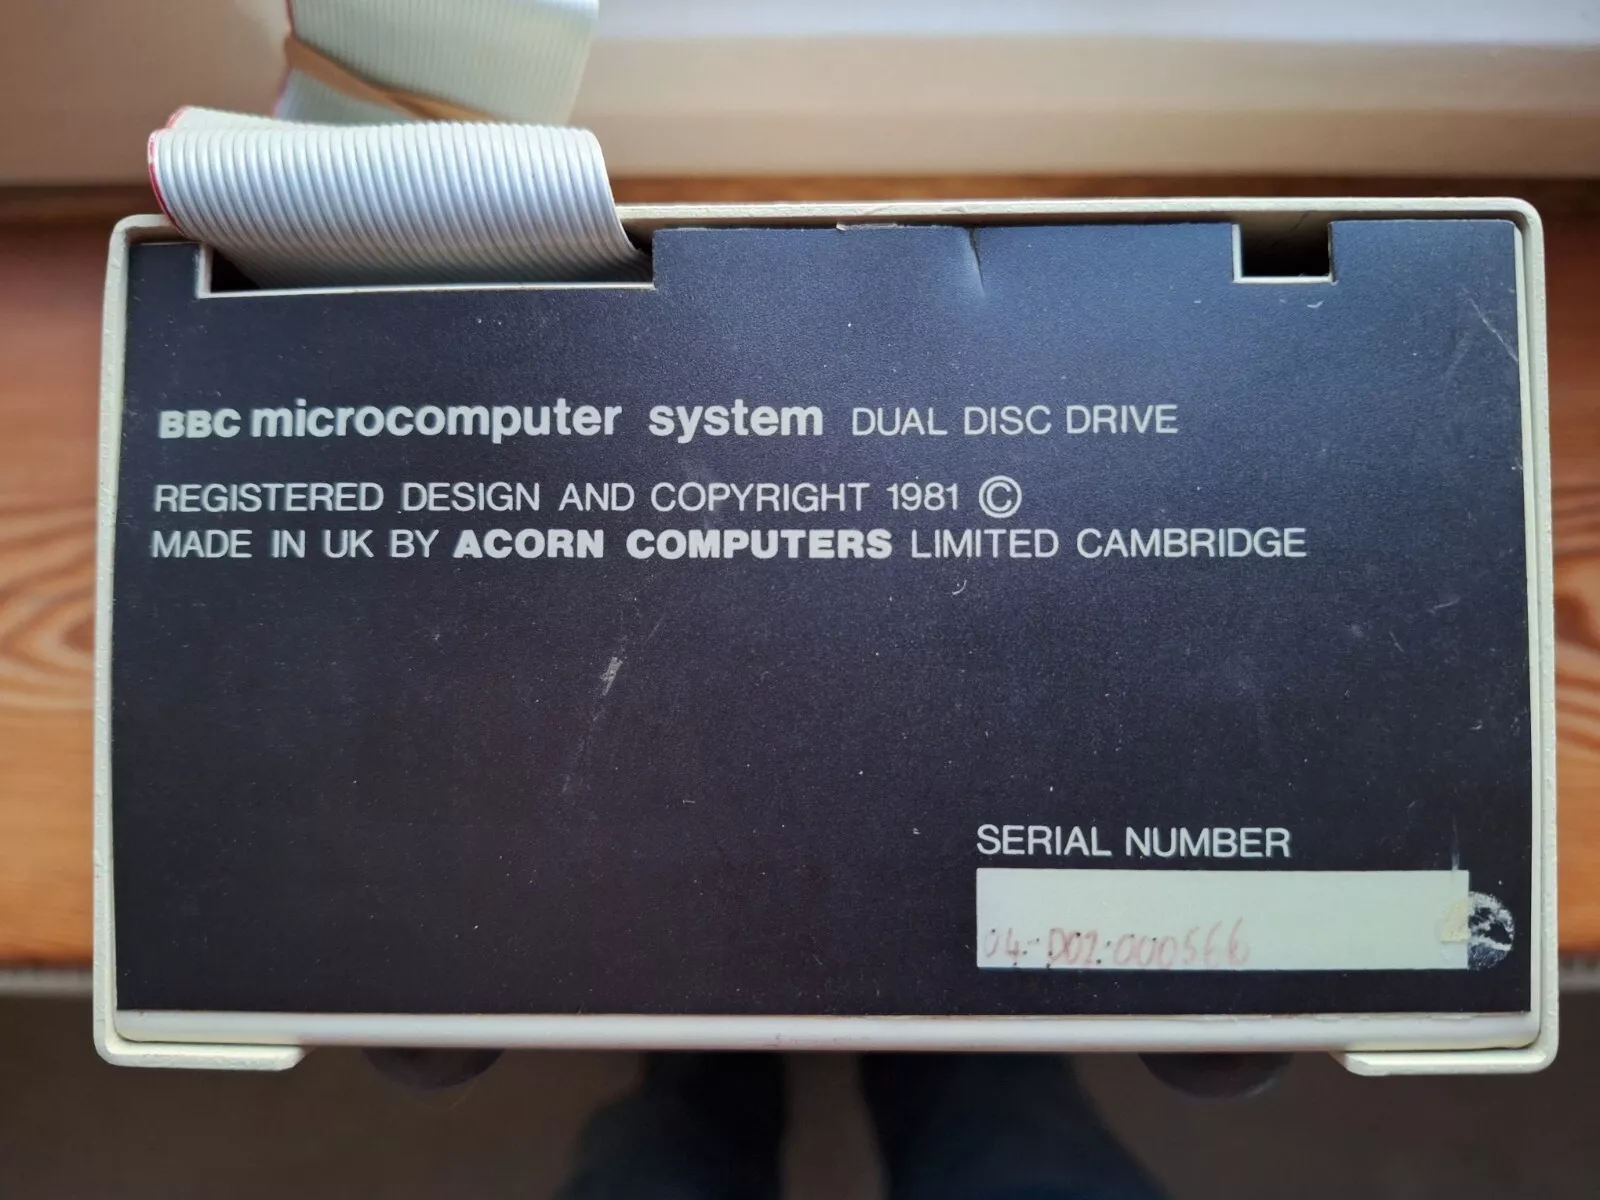 BBC microcomputer system DUAL DISC DRIVE
REGISTERED DESIGN AND COPYRIGHT 1981 ©
MADE IN UK BY ACORN COMPUTERS LIMITED CAMBRIDGE
SERIAL NUMBER
04-D02-000566